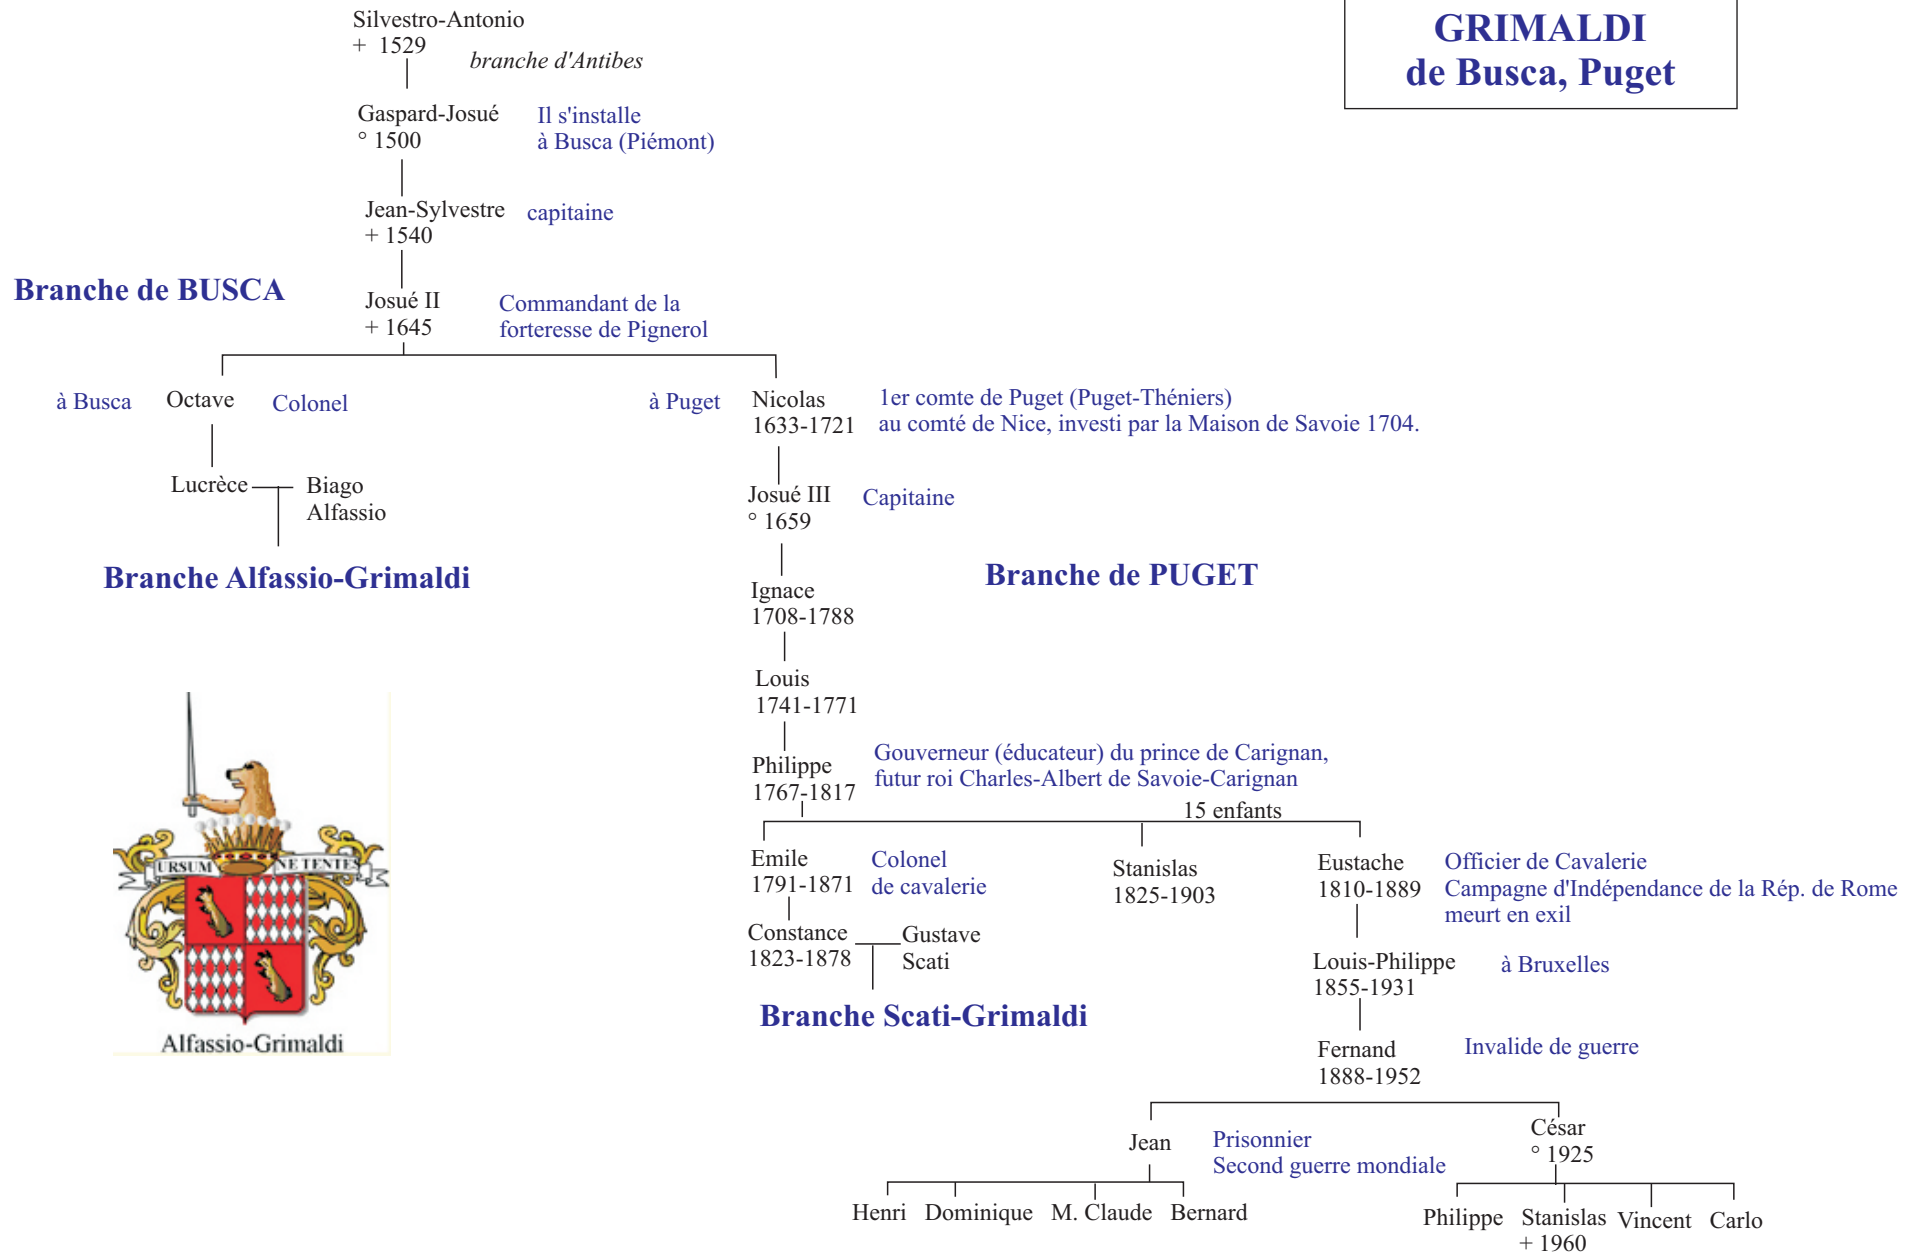 GRIMALDI
de Busca, Puget
Silvestro-Antonio
+ 1529
branche d'Antibes
Gaspard-Josué
° 1500
Il s'installe
à Busca (Piémont)
Jean-Sylvestre
+ 1540
capitaine
Branche de BUSCA
Josué II
+ 1645
Commandant de la
forteresse de Pignerol
à Busca
Octave
Colonel
à Puget
Nicolas
1633-1721
1er comte de Puget (Puget-Théniers)
au comté de Nice, investi par la Maison de Savoie 1704.
Lucrèce
Biago
Alfassio
Josué III
° 1659
Capitaine
Branche Alfassio-Grimaldi
Branche de PUGET
Ignace
1708-1788
Louis
1741-1771
Philippe
1767-1817
Gouverneur (éducateur) du prince de Carignan,
futur roi Charles-Albert de Savoie-Carignan
15 enfants
Emile
1791-1871
Colonel
de cavalerie
Stanislas
1825-1903
Eustache
1810-1889
Officier de Cavalerie
Campagne d'Indépendance de la Rép. de Rome
meurt en exil
URSUM NE TENTES
Constance
1823-1878
Gustave
Scati
Louis-Philippe
1855-1931
à Bruxelles
Branche Scati-Grimaldi
Alfassio-Grimaldi
Fernand
1888-1952
Invalide de guerre
Jean
Prisonnier
Second guerre mondiale
César
° 1925
Henri
Dominique
M. Claude
Bernard
Philippe
Stanislas
+ 1960
Vincent
Carlo